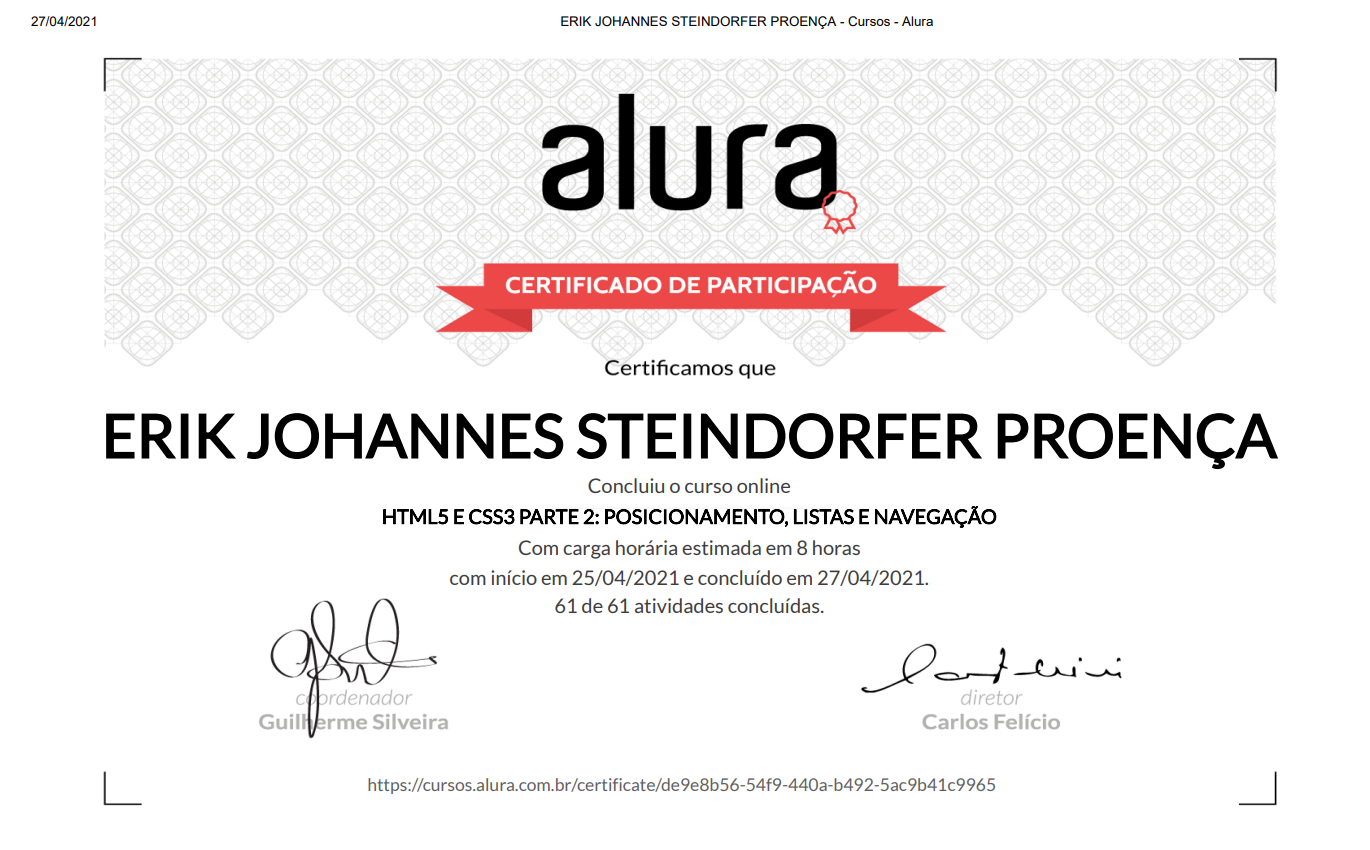 27/04/2021 ERIK JOHANNES STEINDORFER PROENÇA - Cursos - Alura
alura
CERTIFICADO DE PARTICIPAÇÃO
Certificamos que
ERIK JOHANNES STEINDORFER PROENÇA
Concluiu o curso online
HTML5 E CSS3 PARTE 2: POSICIONAMENTO, LISTAS E NAVEGAÇÃO
Com carga horária estimada em 8 horas
com início em 25/04/2021 e concluído em 27/04/2021.
61 de 61 atividades concluídas.
coordenador
Guilherme Silveira
diretor
Carlos Felício
https://cursos.alura.com.br/certificate/de9e8b56-54f9-440a-b492-5ac9b41c9965